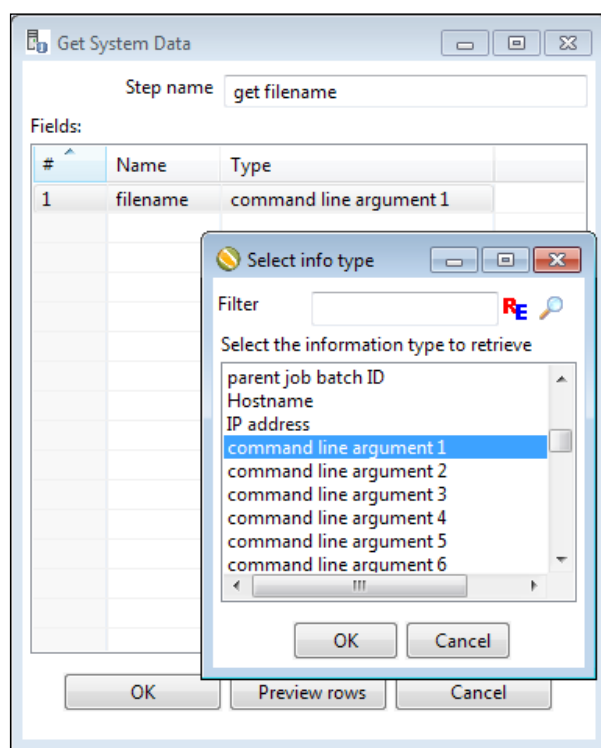 Get System Data
Step name get filename
Fields:
# Name Type
1 filename command line argument 1
Select info type
Filter RE
Select the information type to retrieve
parent job batch ID
Hostname
IP address
command line argument 1
command line argument 2
command line argument 3
command line argument 4
command line argument 5
command line argument 6
OK Cancel
OK Preview rows Cancel